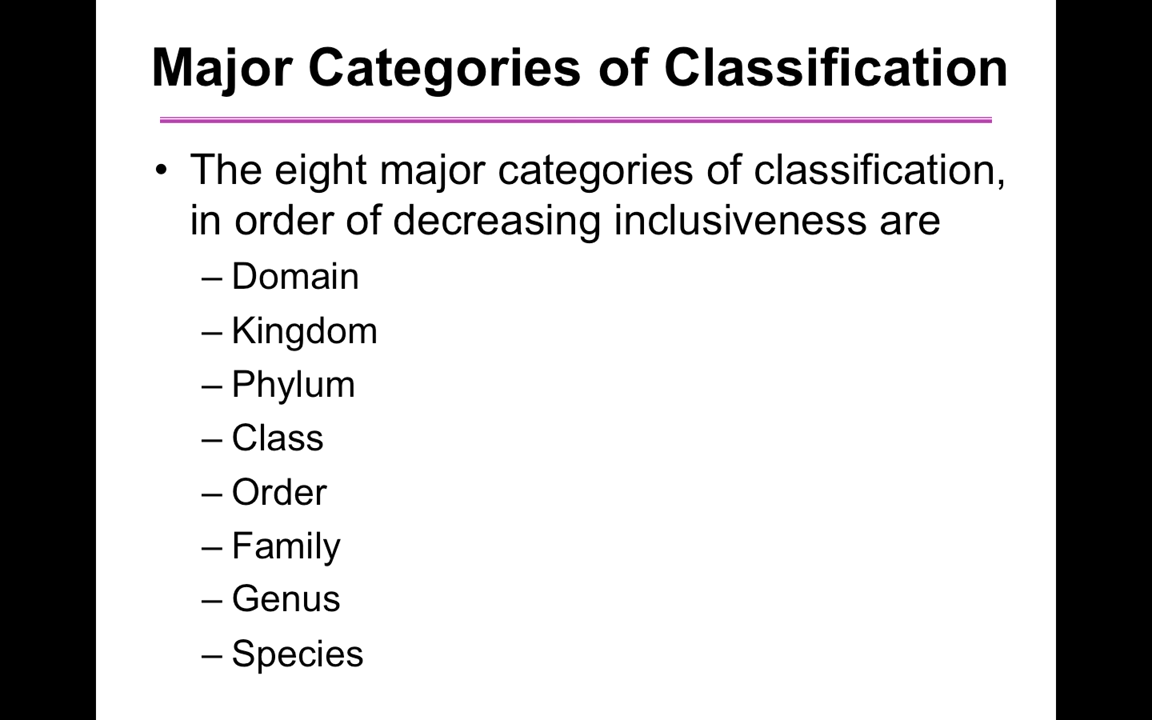 Major Categories of Classification
• The eight major categories of classification,
in order of decreasing inclusiveness are
– Domain
– Kingdom
– Phylum
– Class
– Order
– Family
– Genus
– Species